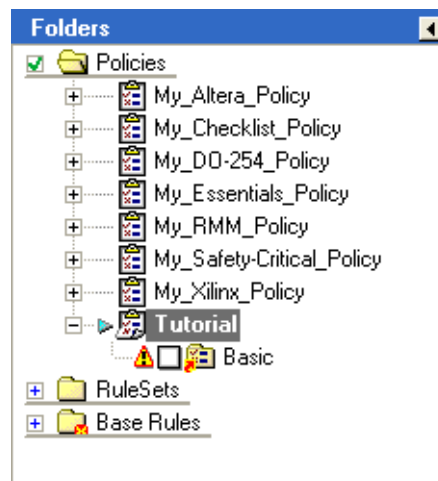 Folders
Policies
My_Altera_Policy
My_Checklist_Policy
My_DO-254_Policy
My_Essentials_Policy
My_RMM_Policy
My_Safety-Critical_Policy
My_Xilinx_Policy
Tutorial
Basic
RuleSets
Base Rules